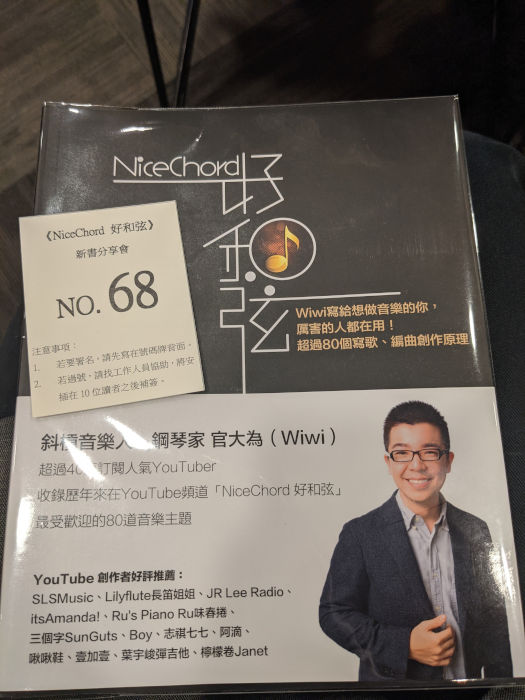 NiceChord
好和弦
《NiceChord 好和弦》
新書分享會
NO. 68
注意事項：
1. 若要署名，請先寫在號碼牌背面。
2. 若過號，請找工作人員協助，將安
插在 10 位讀者之後補簽。
Wiwi寫給想做音樂的你，
厲害的人都在用！
超過80個寫歌、編曲創作原理
斜槓音樂人 鋼琴家 官大為（Wiwi）
超過40 訂閱人氣YouTuber
收錄歷年來在YouTube頻道「NiceChord 好和弦」
最受歡迎的80道音樂主題
YouTube 創作者好評推薦：
SLSMusic、Lilyflute長笛姐姐、JR Lee Radio、
itsAmanda!、Ru's Piano Ru味春捲、
三個字SunGuts、Boy、志祺七七、阿滴、
啾啾鞋、壹加壹、葉宇峻彈吉他、檸檬卷Janet